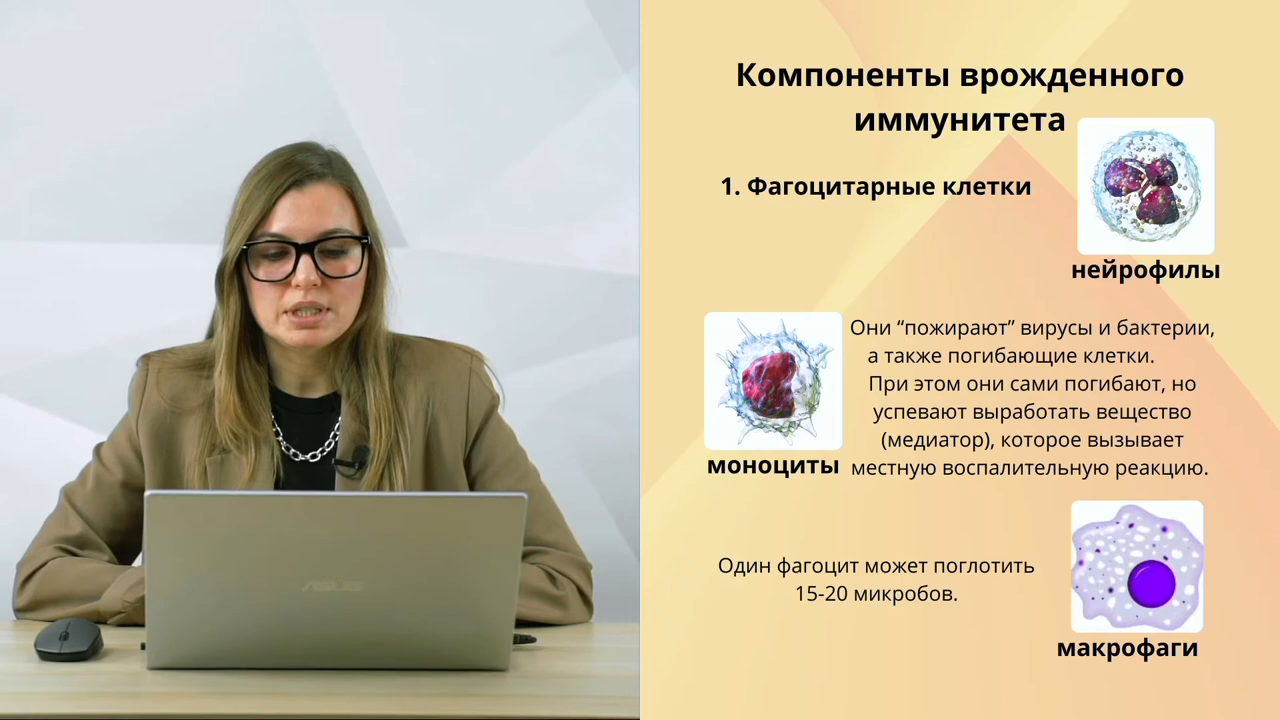 Компоненты врожденного
иммунитета
1. Фагоцитарные клетки
нейрофилы
Они “пожирают” вирусы и бактерии,
а также погибающие клетки.
При этом они сами погибают, но
успевают выработать вещество
(медиатор), которое вызывает
местную воспалительную реакцию.
моноциты
Один фагоцит может поглотить
15-20 микробов.
макрофаги
ASUS